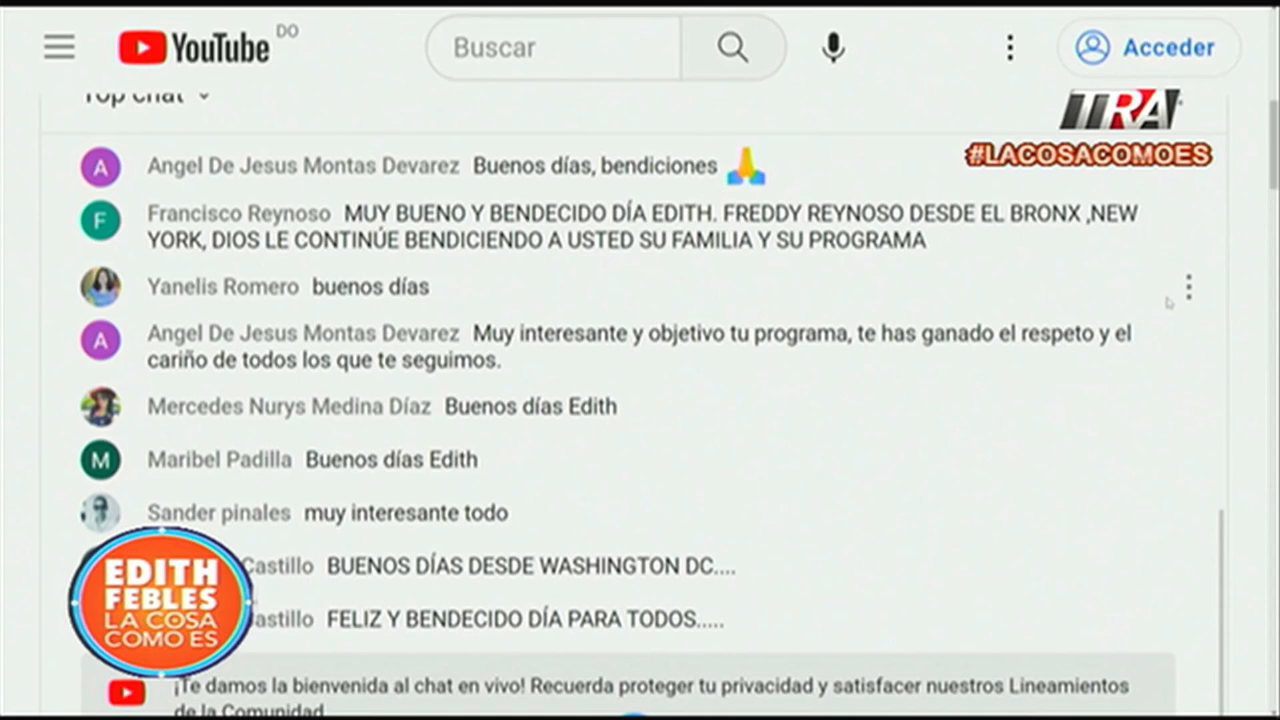 YouTube DO
Buscar
Acceder
Top chat
TRA
#LACOSACOMOES
A Angel De Jesus Montas Devarez Buenos días, bendiciones
F Francisco Reynoso MUY BUENO Y BENDECIDO DÍA EDITH. FREDDY REYNOSO DESDE EL BRONX ,NEW
YORK, DIOS LE CONTINÚE BENDICIENDO A USTED SU FAMILIA Y SU PROGRAMA
Yanelis Romero buenos días
A Angel De Jesus Montas Devarez Muy interesante y objetivo tu programa, te has ganado el respeto y el
cariño de todos los que te seguimos.
Mercedes Nurys Medina Díaz Buenos días Edith
M Maribel Padilla Buenos días Edith
Sander pinales muy interesante todo
Castillo BUENOS DÍAS DESDE WASHINGTON DC....
Castillo FELIZ Y BENDECIDO DÍA PARA TODOS.....
EDITH
FEBLES
LA COSA
COMO ES
¡Te damos la bienvenida al chat en vivo! Recuerda proteger tu privacidad y satisfacer nuestros Lineamientos
de la Comunidad